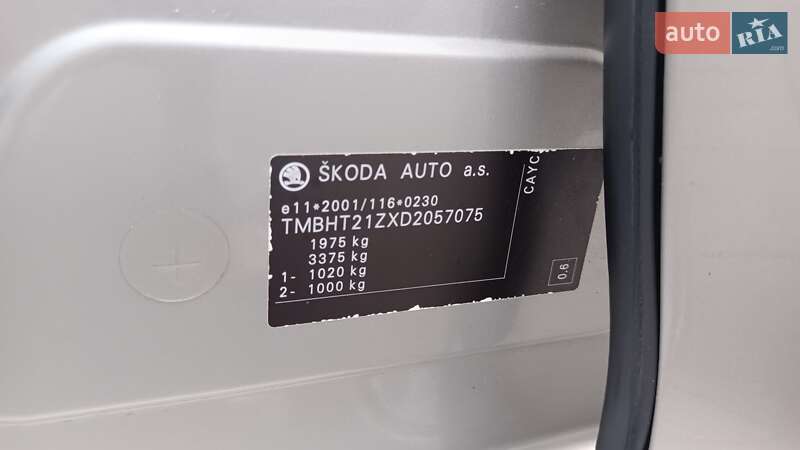 auto RIA
.com
ŠKODA AUTO a.s.
CAYC
e11*2001/116*0230
TMBHT21ZXD2057075
1975 kg
3375 kg
1- 1020 kg
2- 1000 kg
0.6